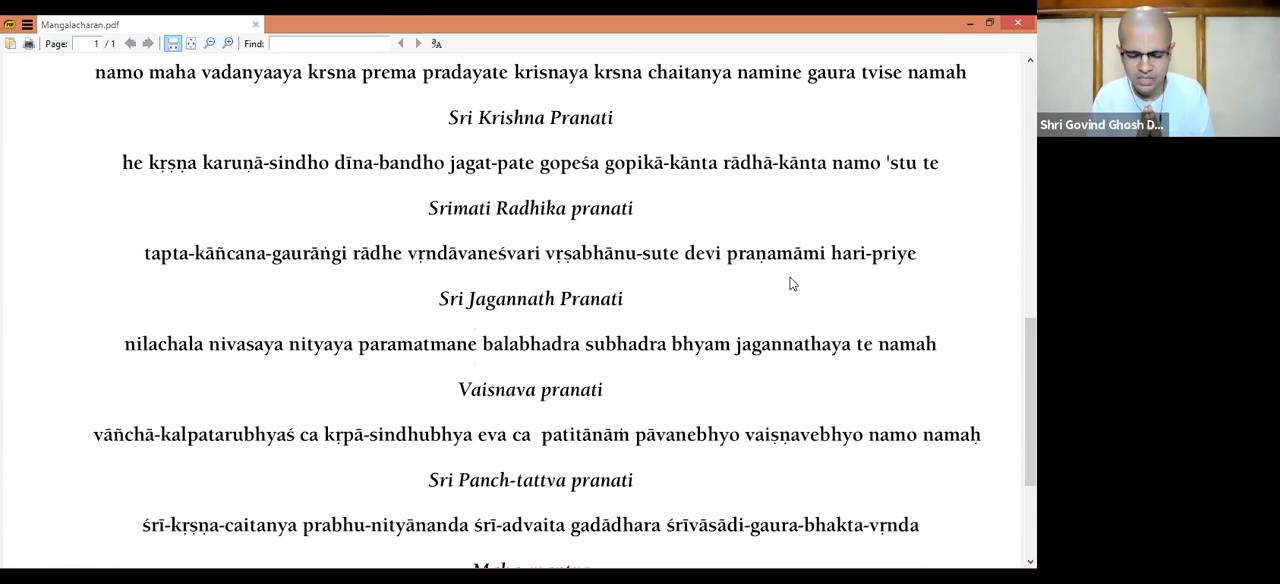 Mangalacharan.pdf
Page: 1 / 1 Find:
namo maha vadanyaaya krsna prema pradayate krisnaya krsna chaitanya namine gaura tvise namah
Sri Krishna Pranati
he kṛṣṇa karuṇā-sindho dīna-bandho jagat-pate gopeśa gopikā-kānta rādhā-kānta namo 'stu te
Srimati Radhika pranati
tapta-kāñcana-gaurāṅgi rādhe vṛndāvaneśvari vṛṣabhānu-sute devi praṇamāmi hari-priye
Sri Jagannath Pranati
nilachala nivasaya nityaya paramatmane balabhadra subhadra bhyam jagannathaya te namah
Vaisnava pranati
vāñchā-kalpatarubhyaś ca kṛpā-sindhubhya eva ca patitānāṁ pāvanebhyo vaiṣṇavebhyo namo namaḥ
Sri Panch-tattva pranati
śrī-kṛṣṇa-caitanya prabhu-nityānanda śrī-advaita gadādhara śrīvāsādi-gaura-bhakta-vṛnda
Shri Govind Ghosh D...